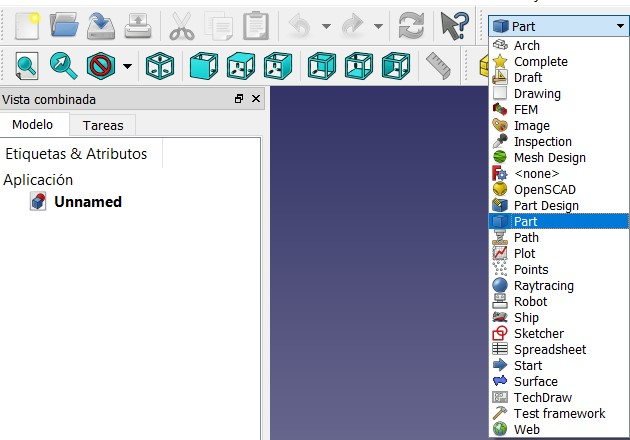 Part
Arch
Complete
Draft
Drawing
FEM
Image
Inspection
Mesh Design
<none>
OpenSCAD
Part Design
Part
Path
Plot
Points
Raytracing
Robot
Ship
Sketcher
Spreadsheet
Start
Surface
TechDraw
Test framework
Web
Vista combinada
Modelo
Tareas
Etiquetas & Atributos
Aplicación
Unnamed